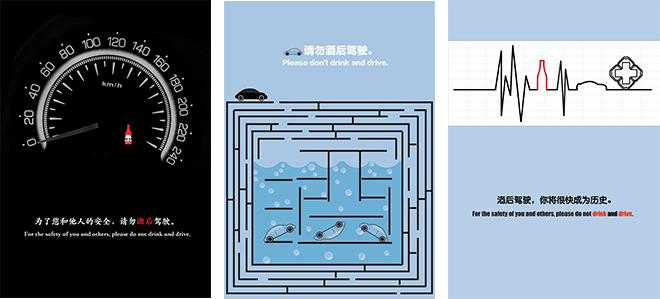 0
20
40
60
80
100
120
140
160
180
200
220
240
km/h
为了您和他人的安全，请勿酒后驾驶。
For the safety of you and others, please do not drink and drive.
请勿酒后驾驶。
Please don't drink and drive.
酒后驾驶，你将很快成为历史。
For the safety of you and others, please do not drink and drive.